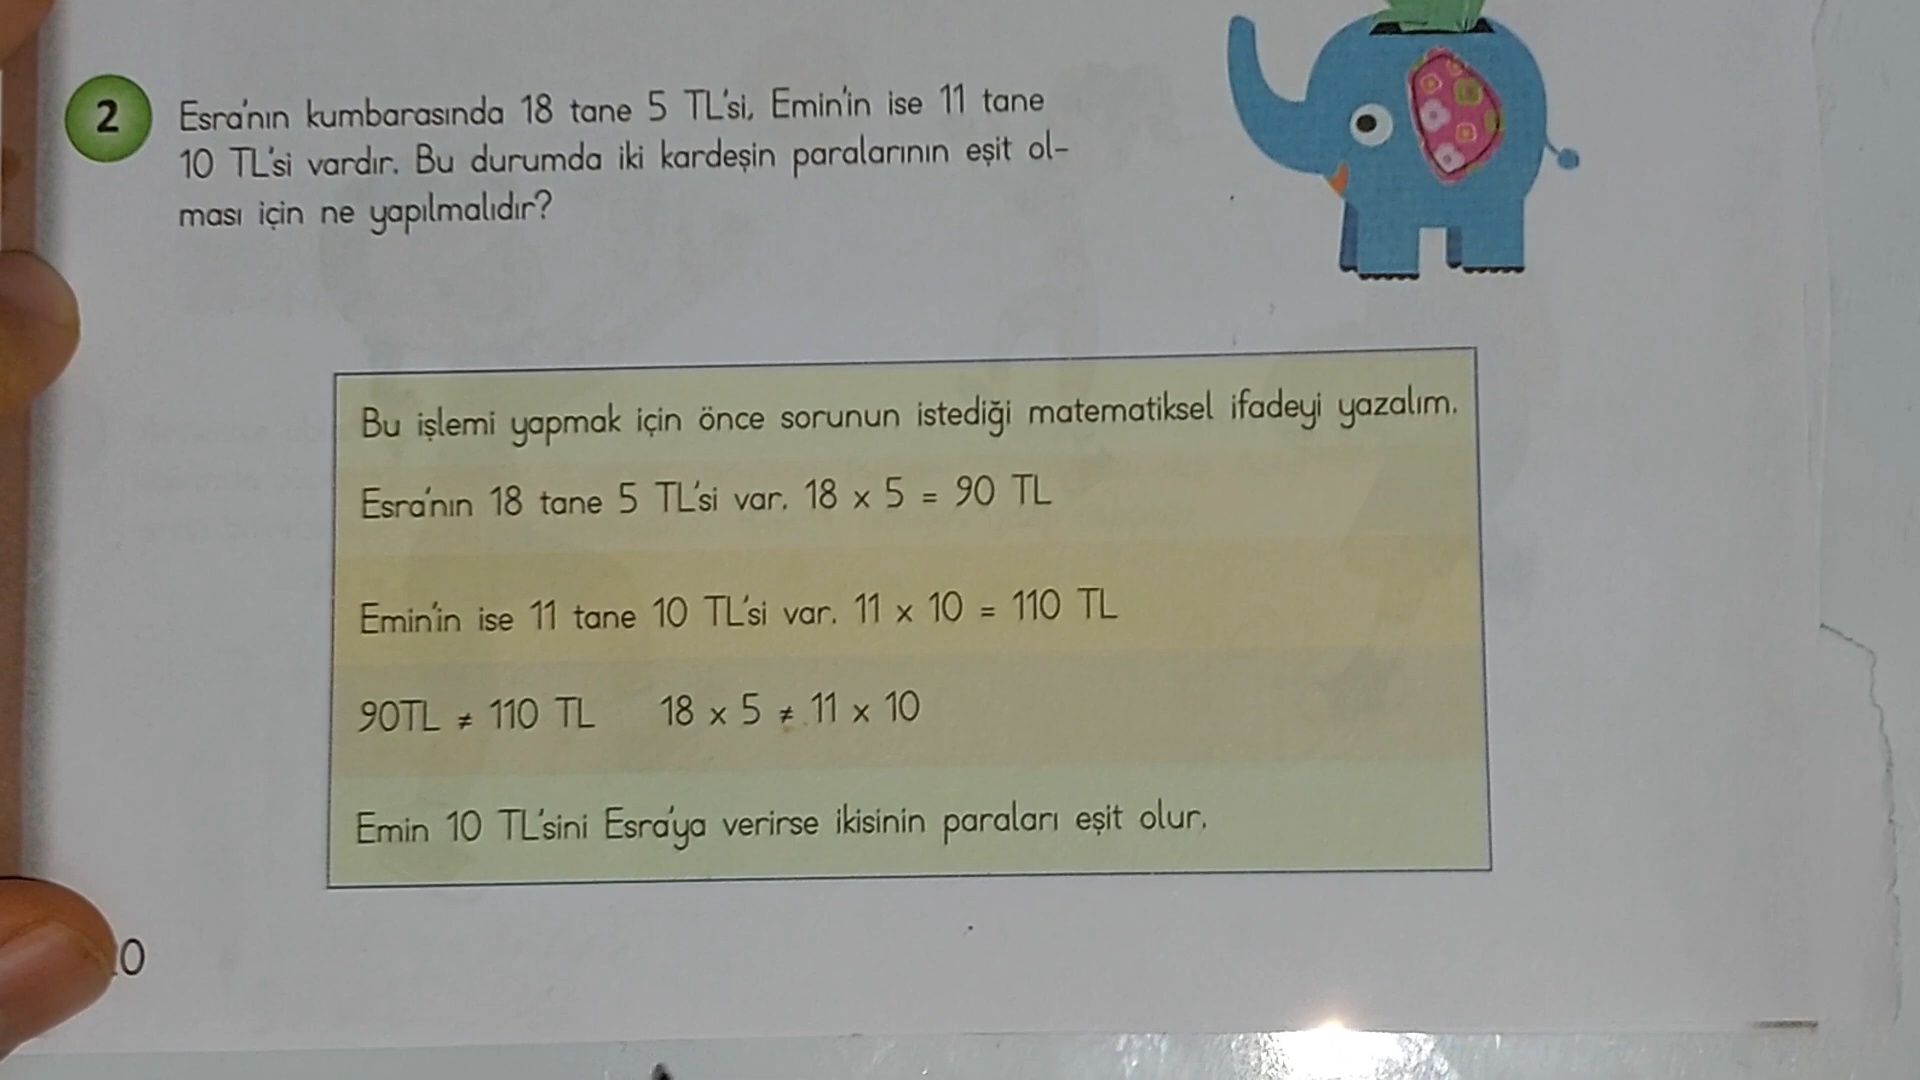 2
Esra'nın kumbarasında 18 tane 5 TL'si, Emin'in ise 11 tane
10 TL'si vardır. Bu durumda iki kardeşin paralarının eşit ol-
ması için ne yapılmalıdır?
Bu işlemi yapmak için önce sorunun istediği matematiksel ifadeyi yazalım.
Esra'nın 18 tane 5 TL'si var. 18 x 5 = 90 TL
Emin'in ise 11 tane 10 TL'si var. 11 x 10 = 110 TL
90TL ≠ 110 TL 18 x 5 ≠ 11 x 10
Emin 10 TL'sini Esra'ya verirse ikisinin paraları eşit olur.